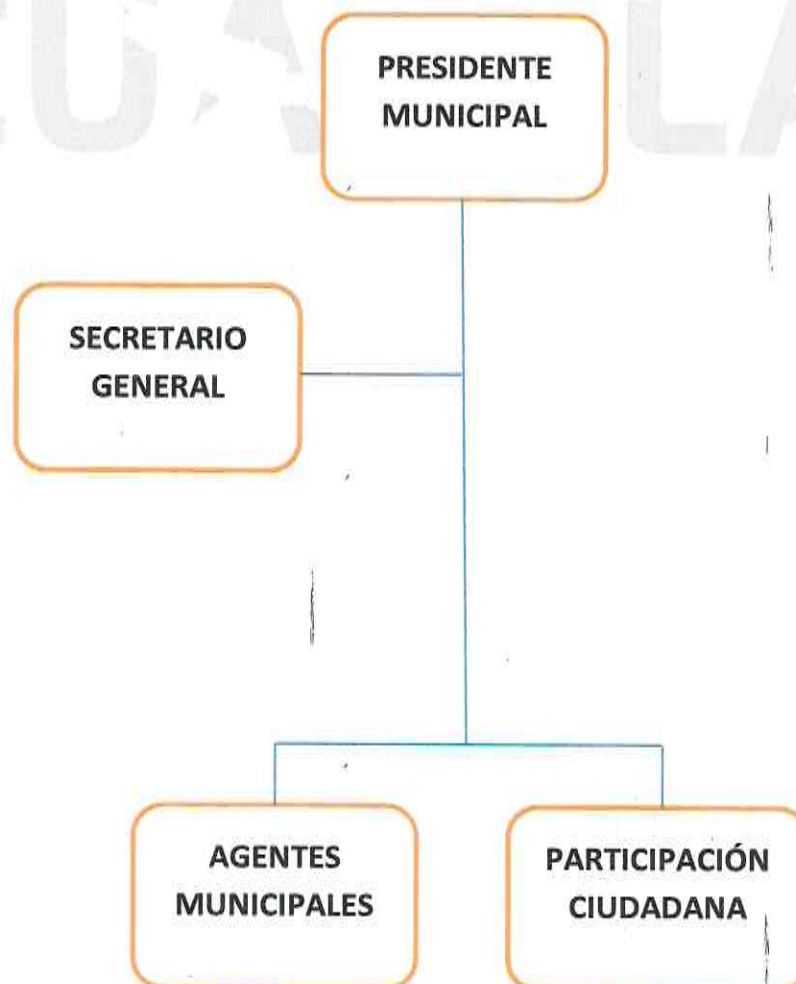 PRESIDENTE
MUNICIPAL
SECRETARIO
GENERAL
AGENTES
MUNICIPALES
PARTICIPACIÓN
CIUDADANA